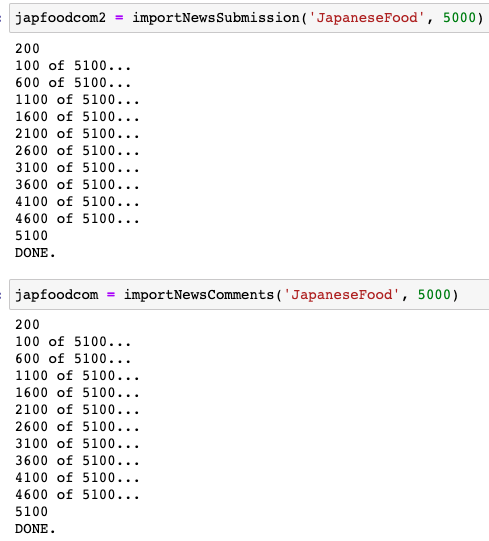 : japfoodcom2 = importNewsSubmission('JapaneseFood', 5000)
200
100 of 5100...
600 of 5100...
1100 of 5100...
1600 of 5100...
2100 of 5100...
2600 of 5100...
3100 of 5100...
3600 of 5100...
4100 of 5100...
4600 of 5100...
5100
DONE.
: japfoodcom = importNewsComments('JapaneseFood', 5000)
200
100 of 5100...
600 of 5100...
1100 of 5100...
1600 of 5100...
2100 of 5100...
2600 of 5100...
3100 of 5100...
3600 of 5100...
4100 of 5100...
4600 of 5100...
5100
DONE.